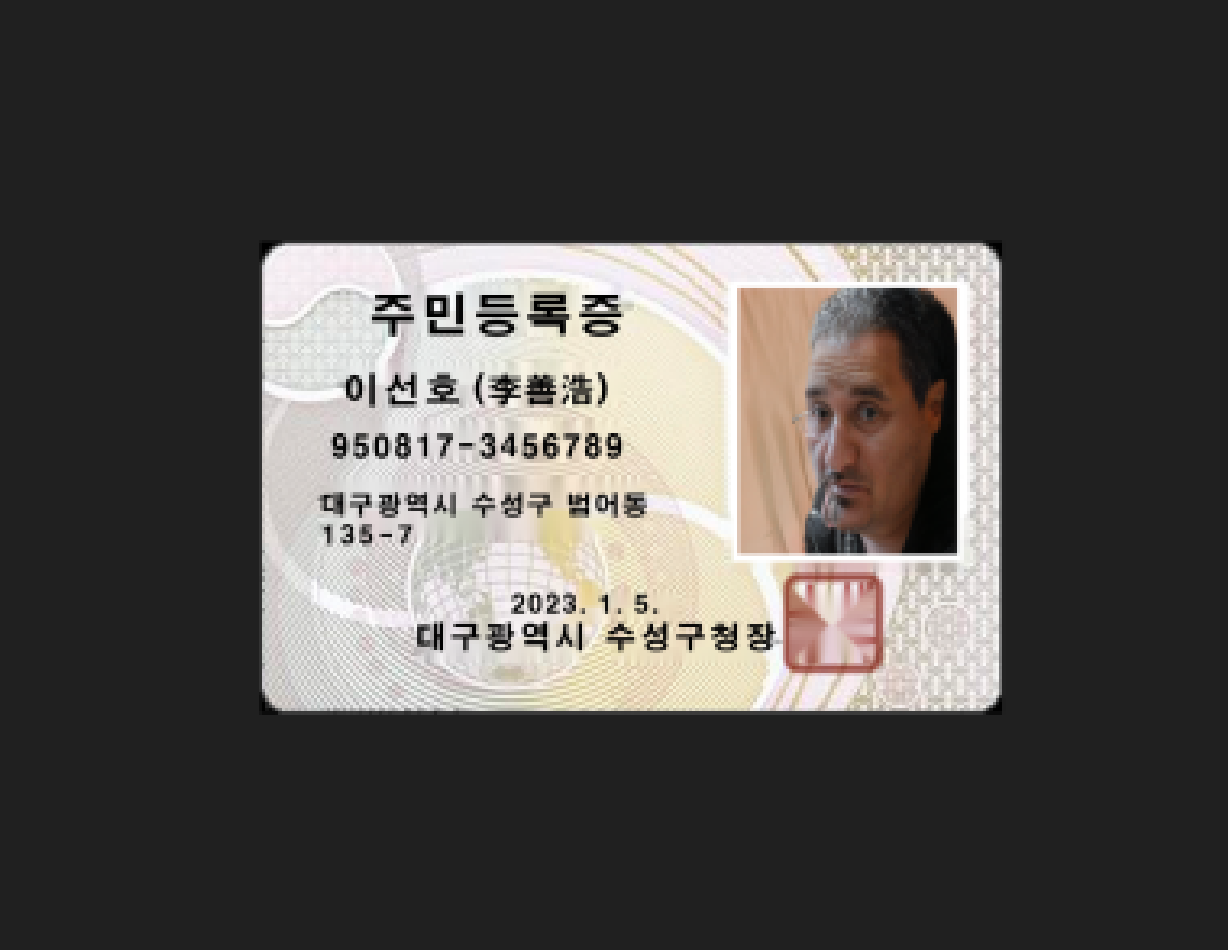 주민등록증
이선호 (李善浩)
950817-3456789
대구광역시 수성구 범어동
135-7
2023. 1. 5.
대구광역시 수성구청장